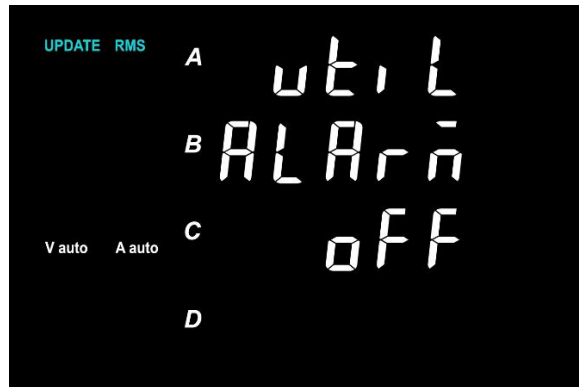 UPDATE RMS
A utiL
B ALArm
V auto A auto C oFF
D